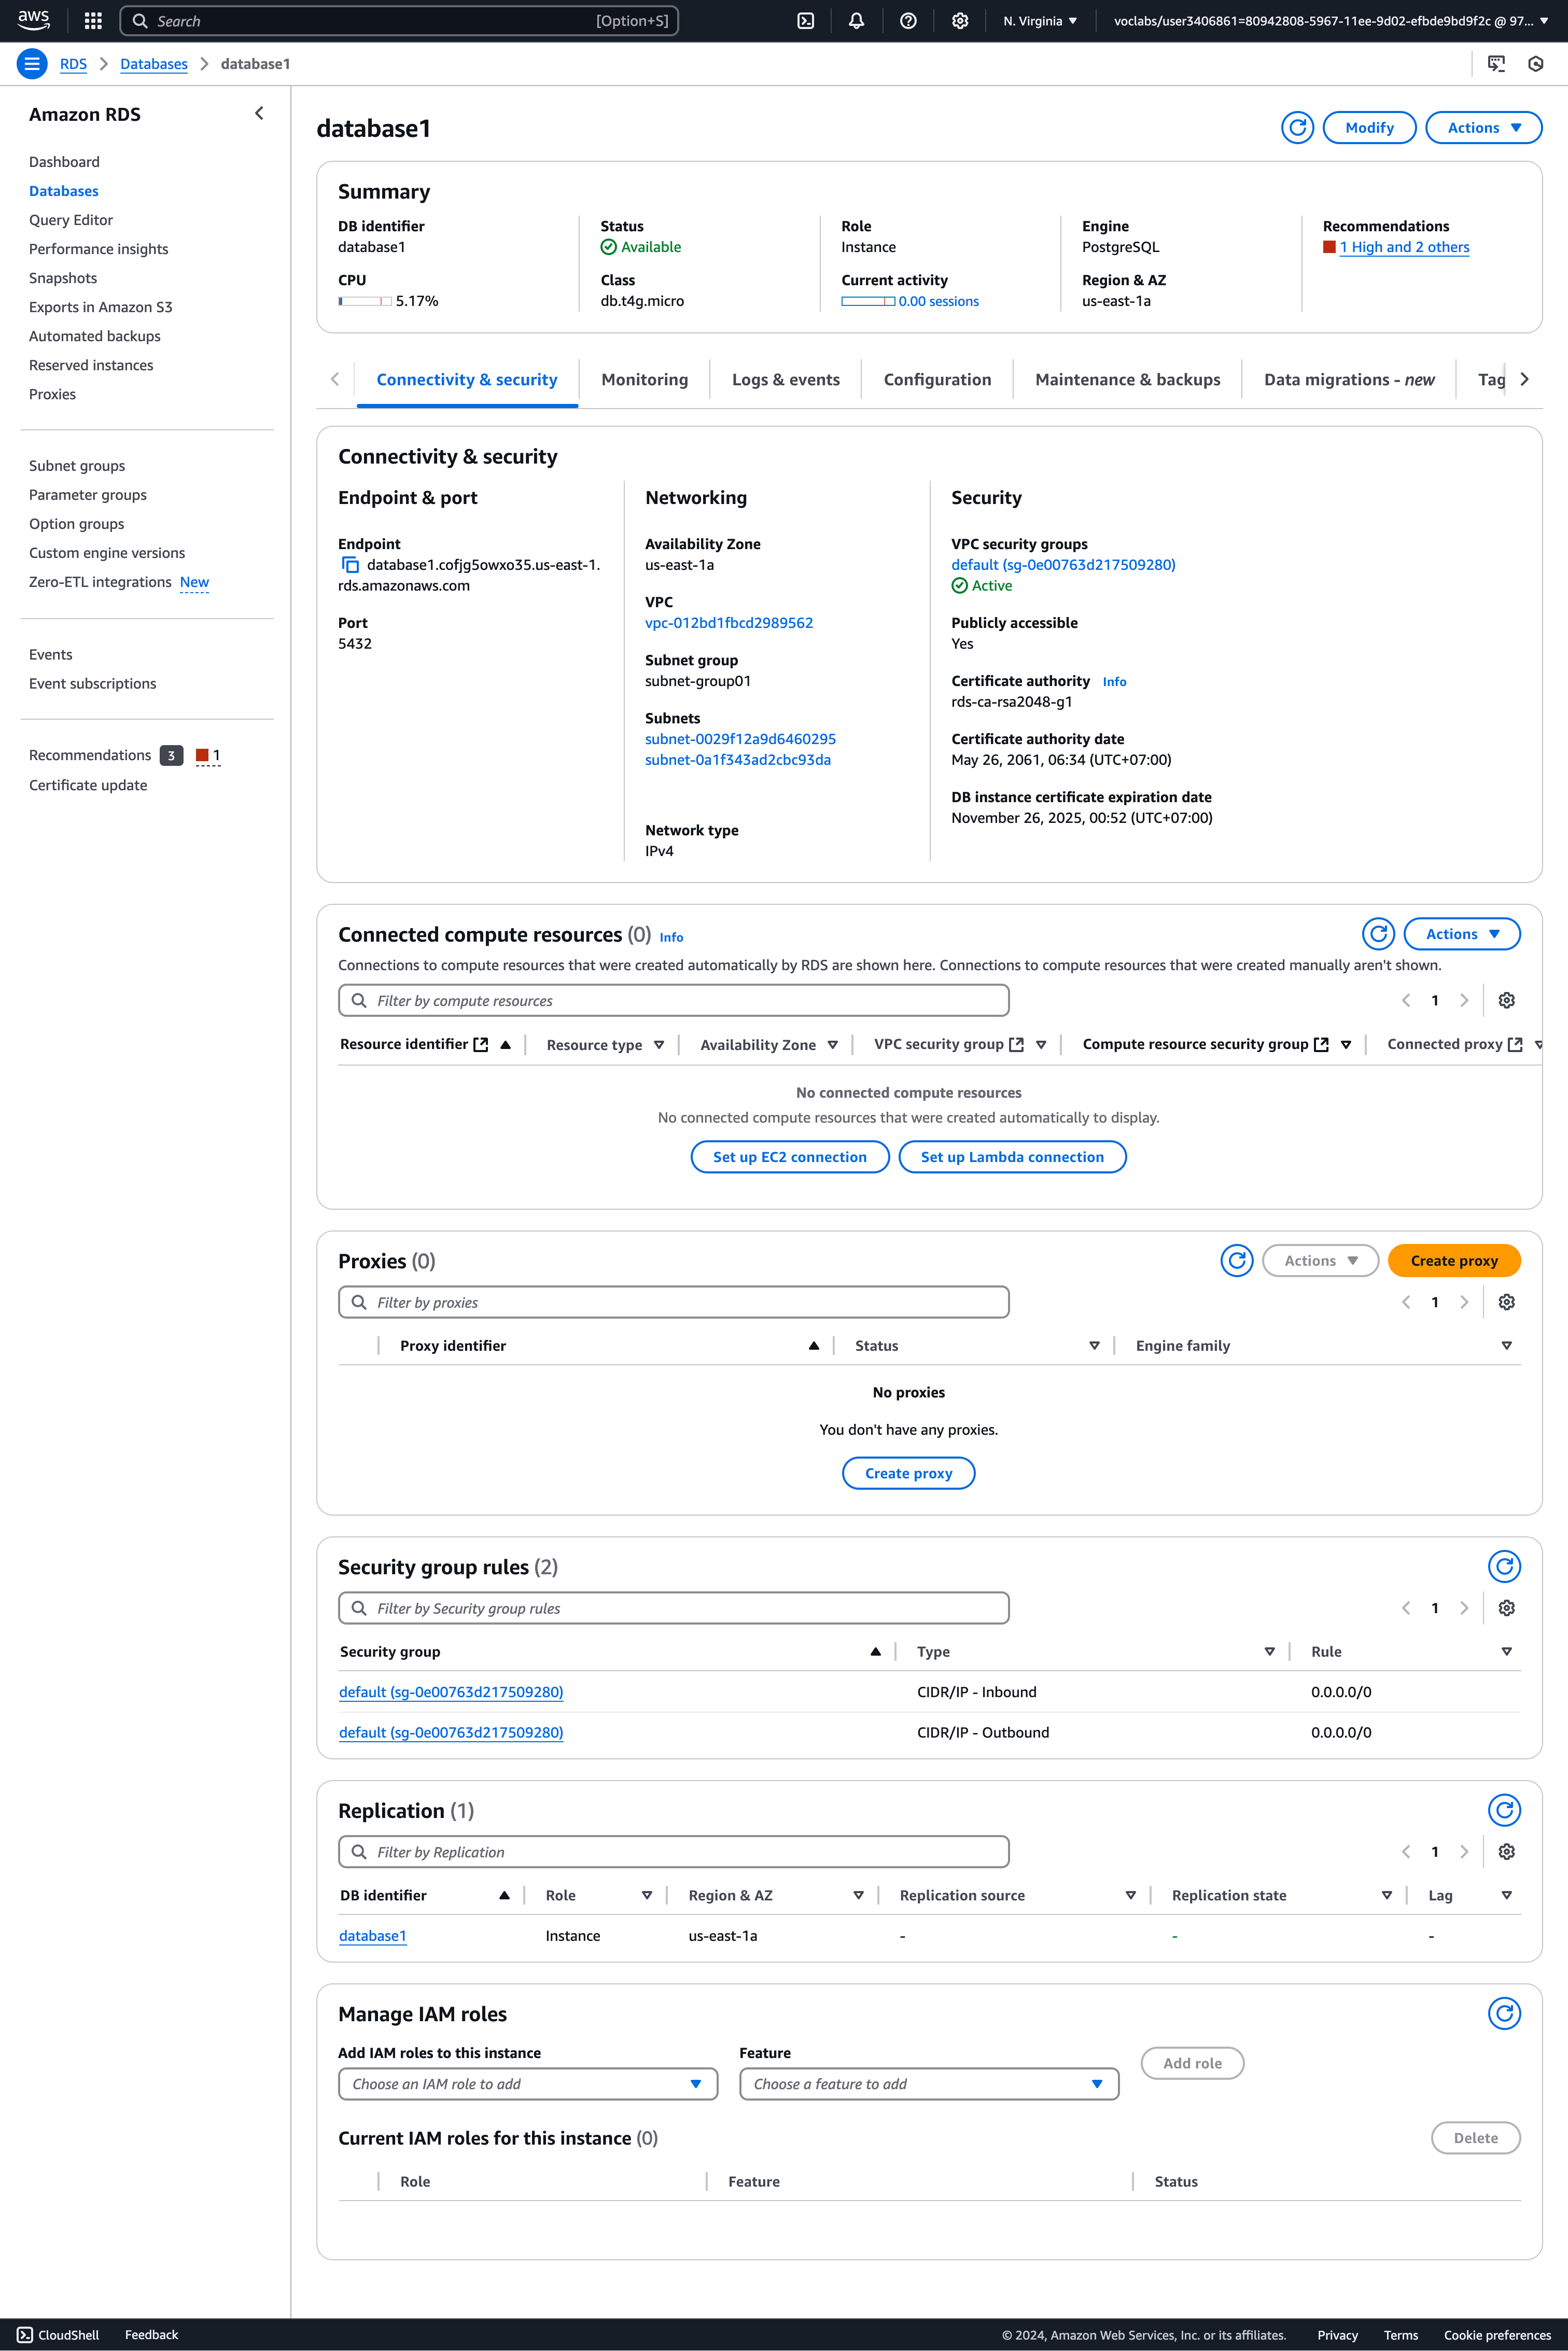 aws
Search [Option+S] N. Virginia ▼ voclabs/user3406861=80942808-5967-11ee-9d02-efbde9bd9f2c @ 97... ▼
RDS > Databases > database1
Amazon RDS
Dashboard
Databases
Query Editor
Performance insights
Snapshots
Exports in Amazon S3
Automated backups
Reserved instances
Proxies
Subnet groups
Parameter groups
Option groups
Custom engine versions
Zero-ETL integrations New
Events
Event subscriptions
Recommendations 3 1
Certificate update
database1
Modify
Actions
Summary
DB identifier
database1
CPU
5.17%
Status
Available
Class
db.t4g.micro
Role
Instance
Current activity
0.00 sessions
Engine
PostgreSQL
Region & AZ
us-east-1a
Recommendations
1 High and 2 others
Connectivity & security Monitoring Logs & events Configuration Maintenance & backups Data migrations - new Tag
Connectivity & security
Endpoint & port
Endpoint
database1.cofjg5owxo35.us-east-1.
rds.amazonaws.com
Port
5432
Networking
Availability Zone
us-east-1a
VPC
vpc-012bd1fbcd2989562
Subnet group
subnet-group01
Subnets
subnet-0029f12a9d6460295
subnet-0a1f343ad2cbc93da
Network type
IPv4
Security
VPC security groups
default (sg-0e00763d217509280)
Active
Publicly accessible
Yes
Certificate authority Info
rds-ca-rsa2048-g1
Certificate authority date
May 26, 2061, 06:34 (UTC+07:00)
DB instance certificate expiration date
November 26, 2025, 00:52 (UTC+07:00)
Connected compute resources (0) Info
Actions
Connections to compute resources that were created automatically by RDS are shown here. Connections to compute resources that were created manually aren't shown.
Filter by compute resources
1
Resource identifier Resource type Availability Zone VPC security group Compute resource security group Connected proxy
No connected compute resources
No connected compute resources that were created automatically to display.
Set up EC2 connection Set up Lambda connection
Proxies (0)
Actions Create proxy
Filter by proxies
1
Proxy identifier Status Engine family
No proxies
You don't have any proxies.
Create proxy
Security group rules (2)
Filter by Security group rules
1
Security group Type Rule
default (sg-0e00763d217509280) CIDR/IP - Inbound 0.0.0.0/0
default (sg-0e00763d217509280) CIDR/IP - Outbound 0.0.0.0/0
Replication (1)
Filter by Replication
1
DB identifier Role Region & AZ Replication source Replication state Lag
database1 Instance us-east-1a - - -
Manage IAM roles
Add IAM roles to this instance
Choose an IAM role to add
Feature
Choose a feature to add
Add role
Current IAM roles for this instance (0)
Delete
Role Feature Status
CloudShell Feedback © 2024, Amazon Web Services, Inc. or its affiliates. Privacy Terms Cookie preferences